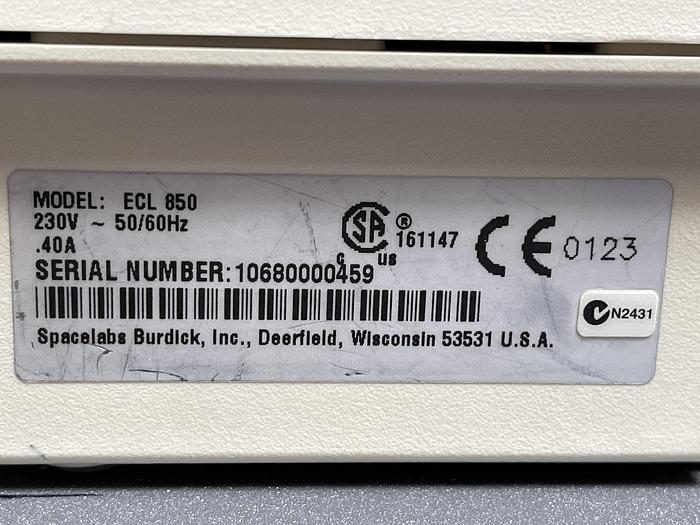 MODEL: ECL 850
230V ~ 50/60Hz
.40A
SERIAL NUMBER: 10680000459
Spacelabs Burdick, Inc., Deerfield, Wisconsin 53531 U.S.A.
SA ®
c us
161147
CE 0123
N2431